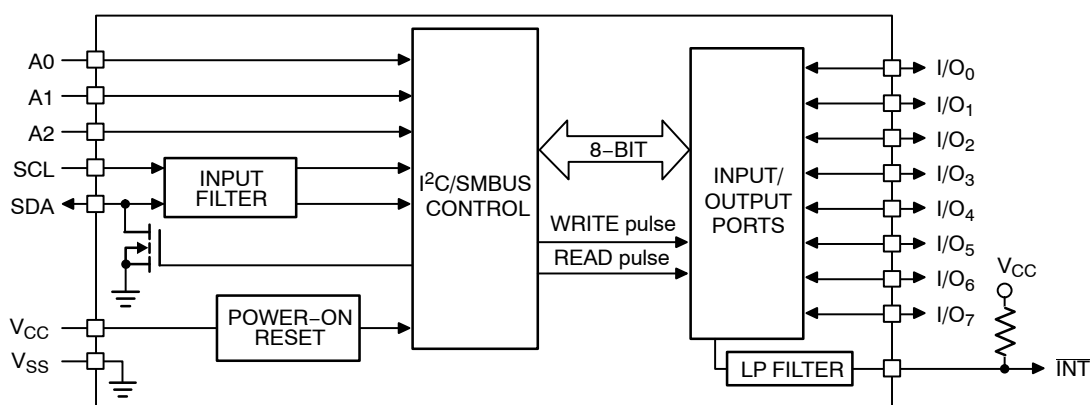 A0
A1
A2
SCL
SDA
VCC
VSS
INPUT
FILTER
POWER−ON
RESET
I2C/SMBUS
CONTROL
8−BIT
WRITE pulse
READ pulse
INPUT/
OUTPUT
PORTS
LP FILTER
I/O0
I/O1
I/O2
I/O3
I/O4
I/O5
I/O6
I/O7
VCC
INT